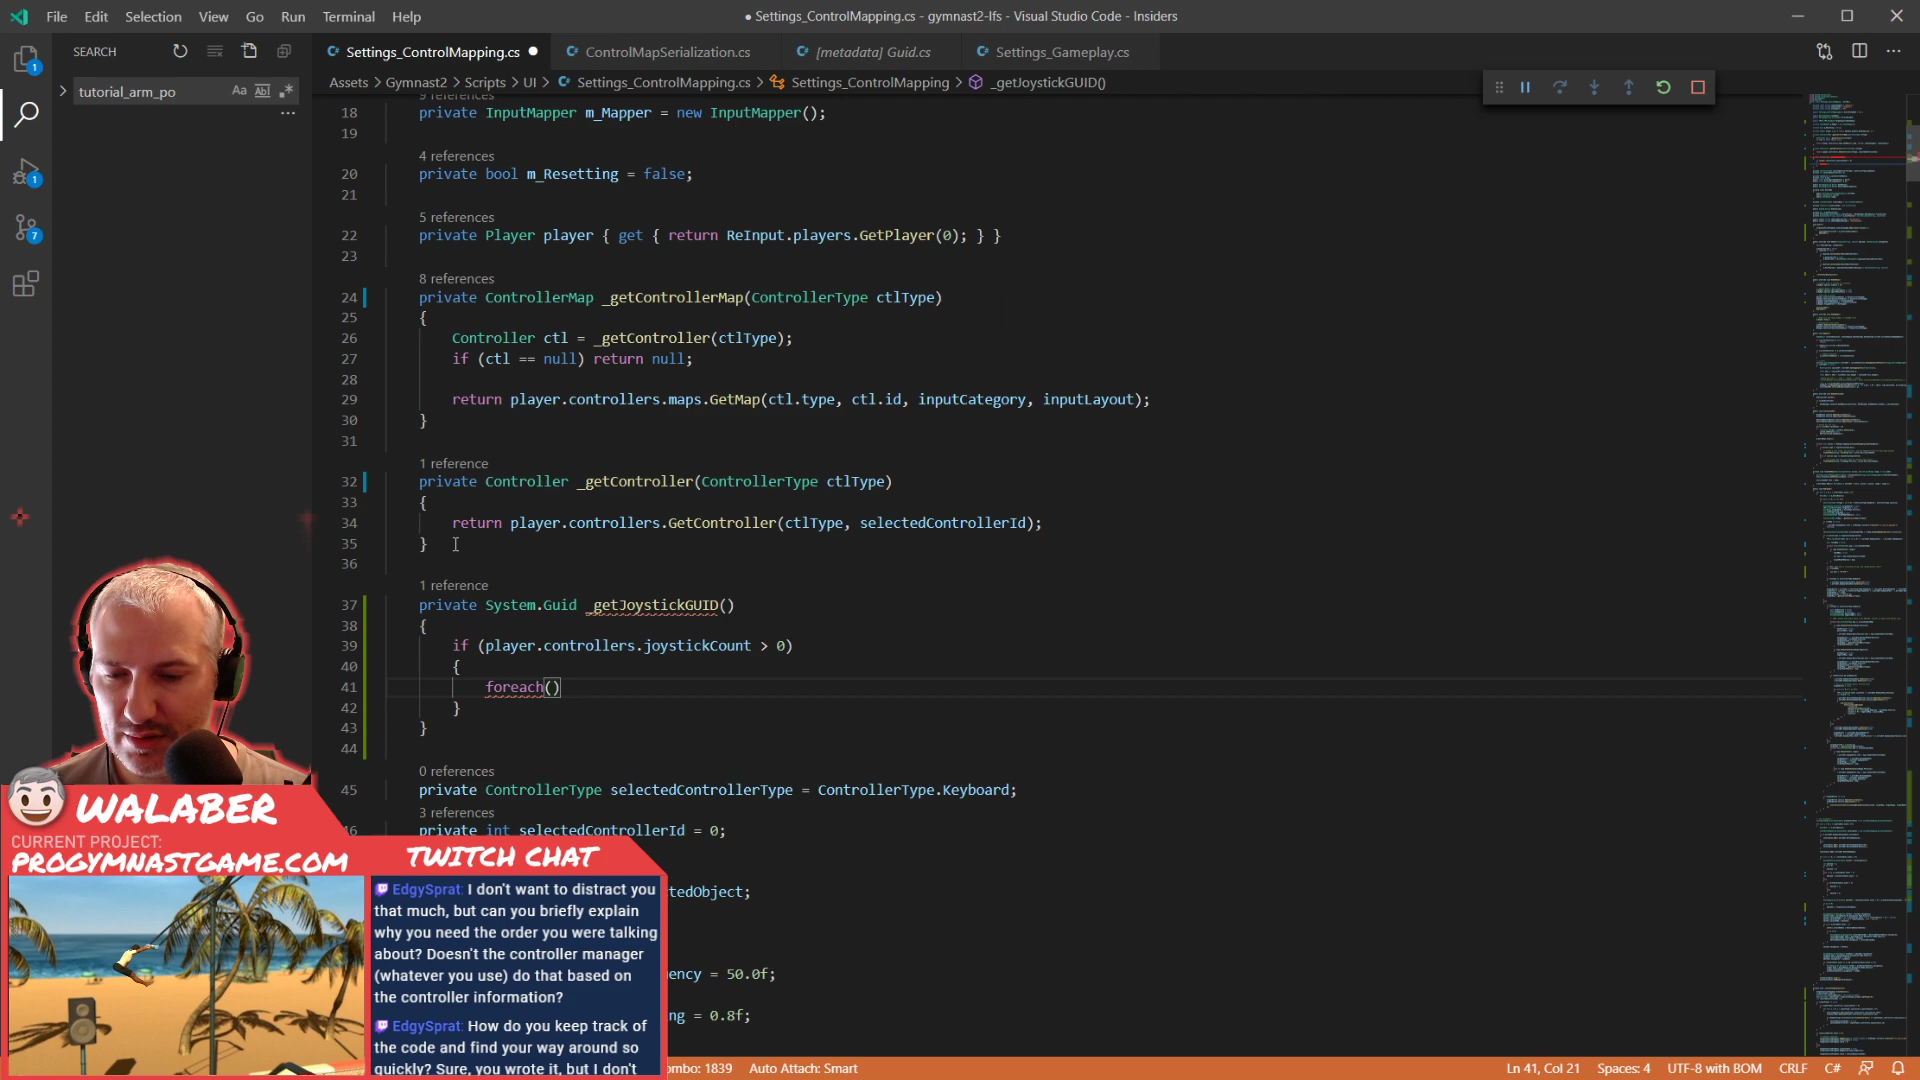 File Edit Selection View Go Run Terminal Help
● Settings_ControlMapping.cs - gymnast2-lfs - Visual Studio Code - Insiders
SEARCH
Settings_ControlMapping.cs
ControlMapSerialization.cs
[metadata] Guid.cs
Settings_Gameplay.cs
Assets > Gymnast2 > Scripts > UI > Settings_ControlMapping.cs > Settings_ControlMapping > _getJoystickGUID()
tutorial_arm_po
Aa Abl .*
1
1
7
9 references
18 private InputMapper m_Mapper = new InputMapper();
19
4 references
20 private bool m_Resetting = false;
21
5 references
22 private Player player { get { return ReInput.players.GetPlayer(0); } }
23
8 references
24 private ControllerMap _getControllerMap(ControllerType ctlType)
25 {
26 Controller ctl = _getController(ctlType);
27 if (ctl == null) return null;
28
29 return player.controllers.maps.GetMap(ctl.type, ctl.id, inputCategory, inputLayout);
30 }
31
1 reference
32 private Controller _getController(ControllerType ctlType)
33 {
34 return player.controllers.GetController(ctlType, selectedControllerId);
35 }
36
1 reference
37 private System.Guid _getJoystickGUID()
38 {
39 if (player.controllers.joystickCount > 0)
40 {
41 foreach()
42 }
43 }
44
0 references
45 private ControllerType selectedControllerType = ControllerType.Keyboard;
3 references
46 private int selectedControllerId = 0;
tedObject;
ency = 50.0f;
ng = 0.8f;
WALABER
CURRENT PROJECT:
PROGYMNASTGAME.COM
TWITCH CHAT
EdgySprat: I don't want to distract you
that much, but can you briefly explain
why you need the order you were talking
about? Doesn't the controller manager
(whatever you use) do that based on
the controller information?
EdgySprat: How do you keep track of
the code and find your way around so
quickly? Sure, you wrote it, but I don't
ombo: 1839 Auto Attach: Smart
Ln 41, Col 21 Spaces: 4 UTF-8 with BOM CRLF C#